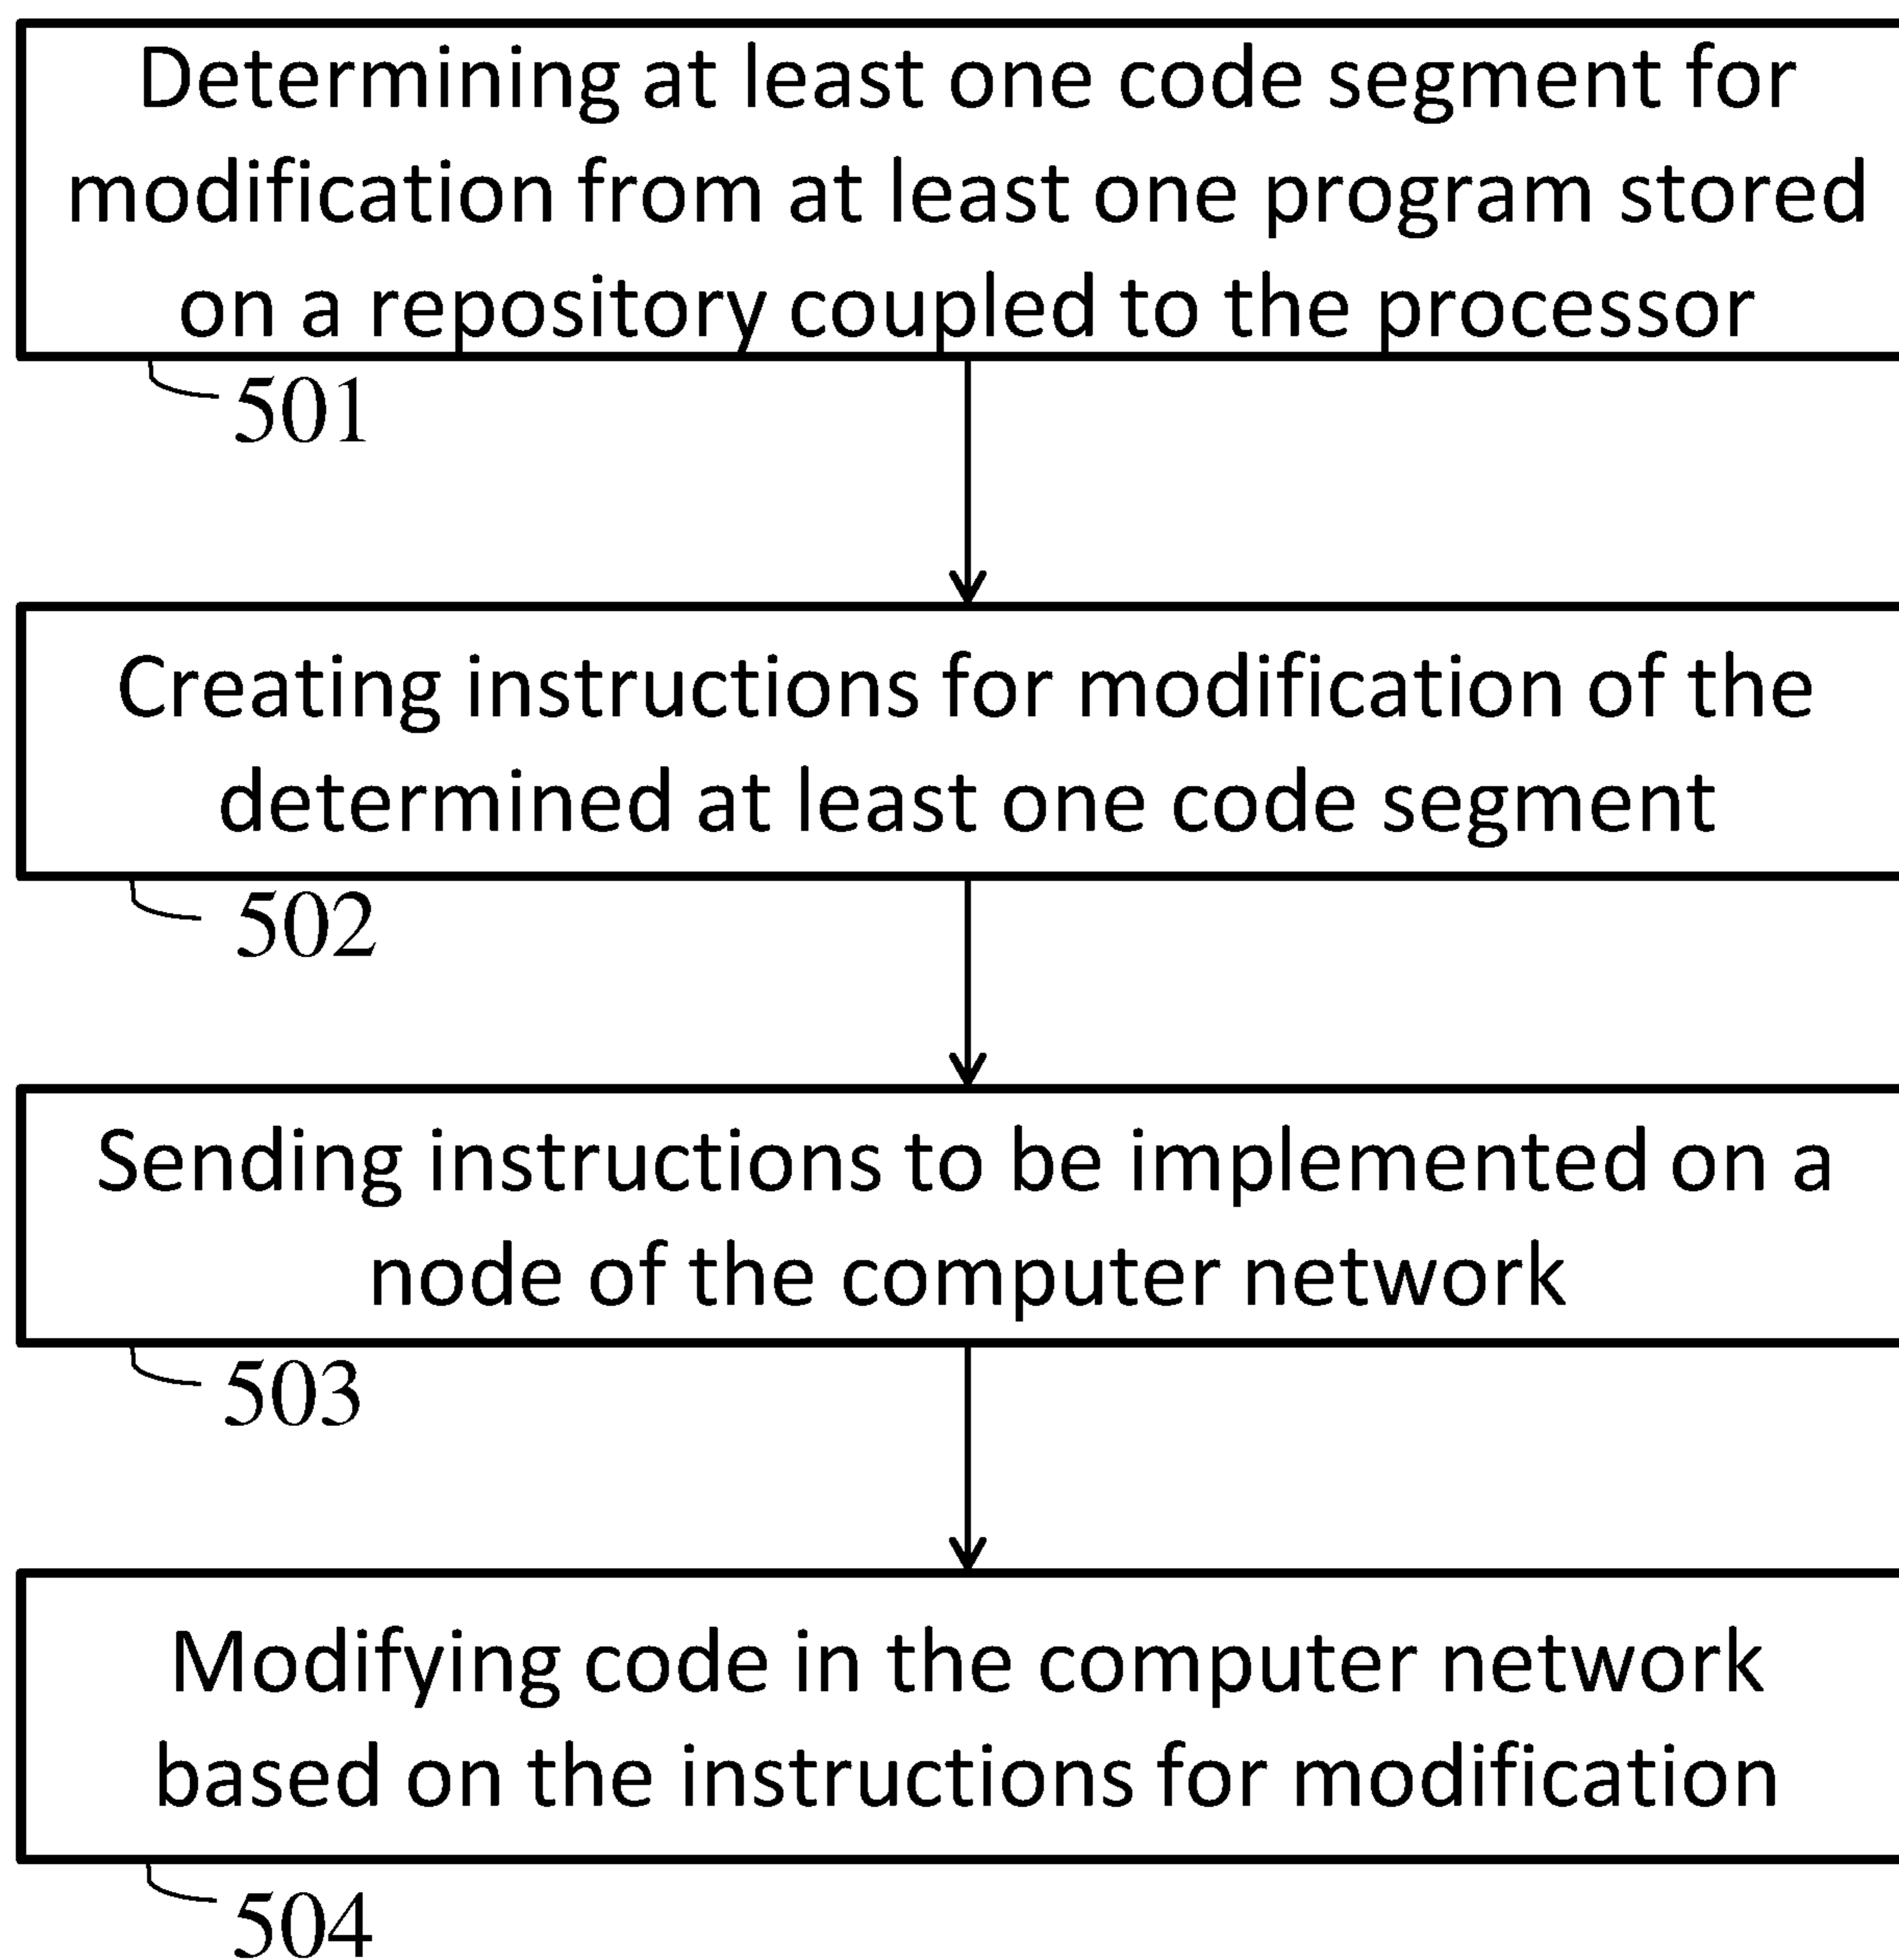 Determining at least one code segment for
modification from at least one program stored
on a repository coupled to the processor
501
Creating instructions for modification of the
determined at least one code segment
502
Sending instructions to be implemented on a
node of the computer network
503
Modifying code in the computer network
based on the instructions for modification
504